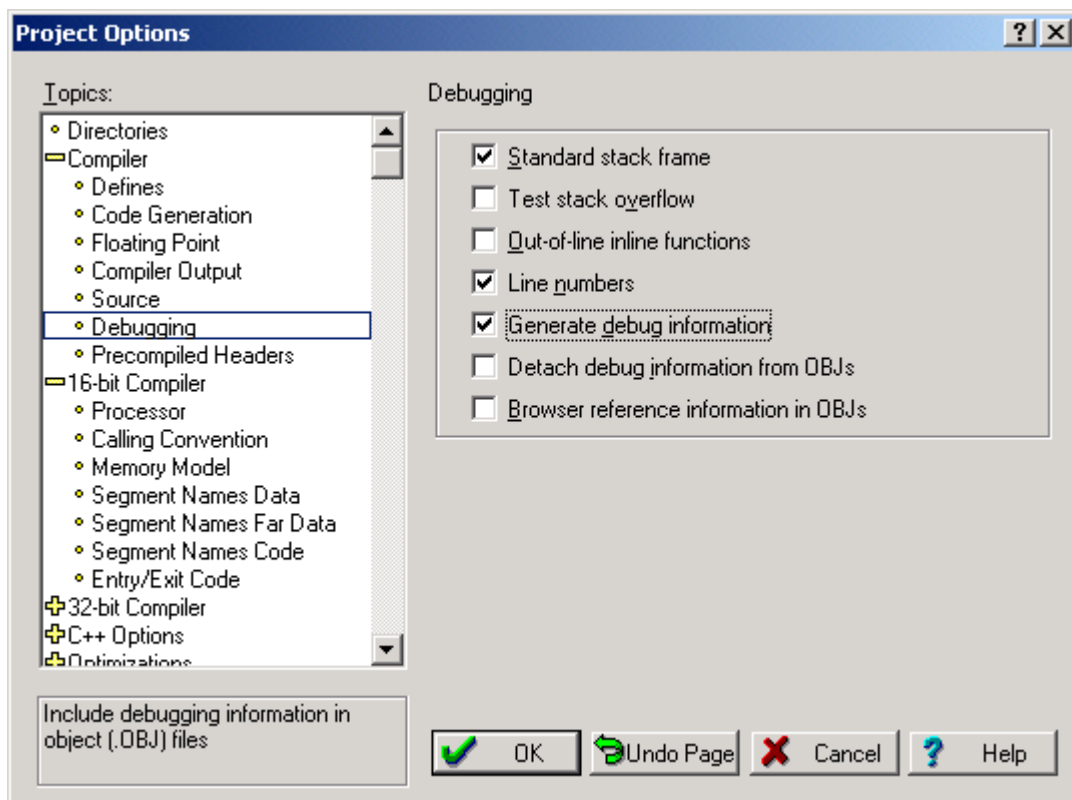 Project Options
Topics:
Directories
Compiler
Defines
Code Generation
Floating Point
Compiler Output
Source
Debugging
Precompiled Headers
16-bit Compiler
Processor
Calling Convention
Memory Model
Segment Names Data
Segment Names Far Data
Segment Names Code
Entry/Exit Code
32-bit Compiler
C++ Options
Optimizations
Include debugging information in
object (.OBJ) files
Debugging
Standard stack frame
Test stack overflow
Out-of-line inline functions
Line numbers
Generate debug information
Detach debug information from OBJs
Browser reference information in OBJs
OK
Undo Page
Cancel
Help